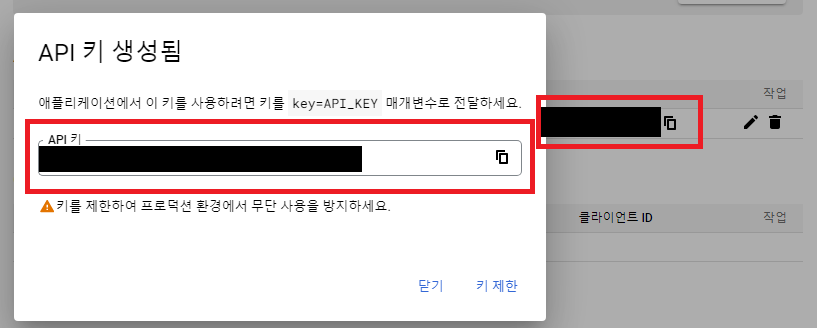 API 키 생성됨
애플리케이션에서 이 키를 사용하려면 키를 key=API_KEY 매개변수로 전달하세요.
작업
API 키
키를 제한하여 프로덕션 환경에서 무단 사용을 방지하세요.
클라이언트 ID 작업
닫기 키 제한